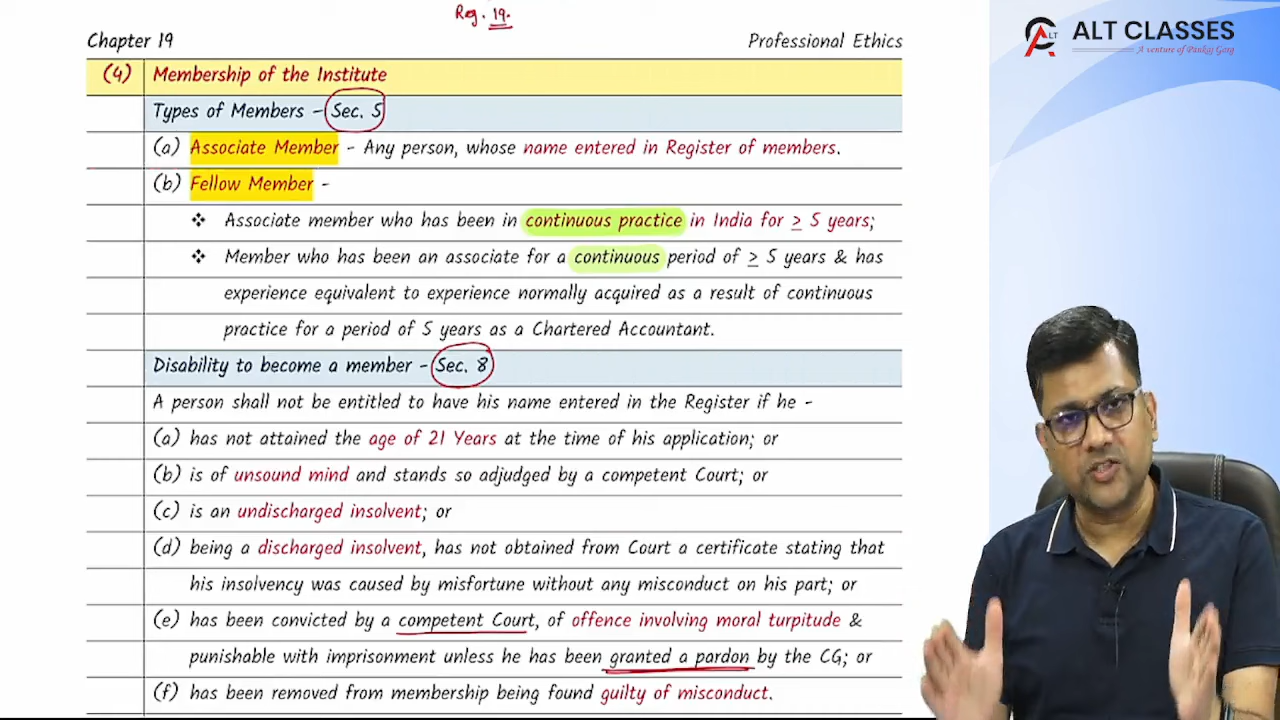 Reg. 19.
Chapter 19
Professional Ethics
ALT CLASSES
A venture of Pankaj Garg
LT
(4) Membership of the Institute
Types of Members - Sec. 5
(a) Associate Member - Any person, whose name entered in Register of members.
(b) Fellow Member -
❖ Associate member who has been in continuous practice in India for ≥ 5 years;
❖ Member who has been an associate for a continuous period of ≥ 5 years & has
experience equivalent to experience normally acquired as a result of continuous
practice for a period of 5 years as a Chartered Accountant.
Disability to become a member - Sec. 8
A person shall not be entitled to have his name entered in the Register if he -
(a) has not attained the age of 21 Years at the time of his application; or
(b) is of unsound mind and stands so adjudged by a competent Court; or
(c) is an undischarged insolvent; or
(d) being a discharged insolvent, has not obtained from Court a certificate stating that
his insolvency was caused by misfortune without any misconduct on his part; or
(e) has been convicted by a competent Court, of offence involving moral turpitude &
punishable with imprisonment unless he has been granted a pardon by the CG; or
(f) has been removed from membership being found guilty of misconduct.